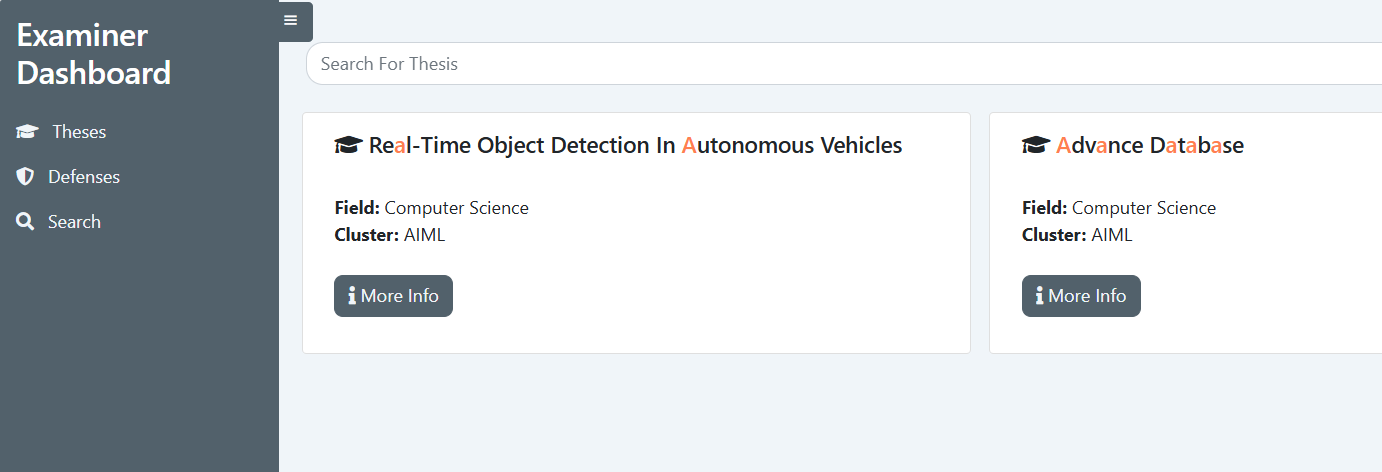 Examiner
Dashboard
Theses
Defenses
Search
Search For Thesis
Real-Time Object Detection In Autonomous Vehicles
Field: Computer Science
Cluster: AIML
More Info
Advance Database
Field: Computer Science
Cluster: AIML
More Info